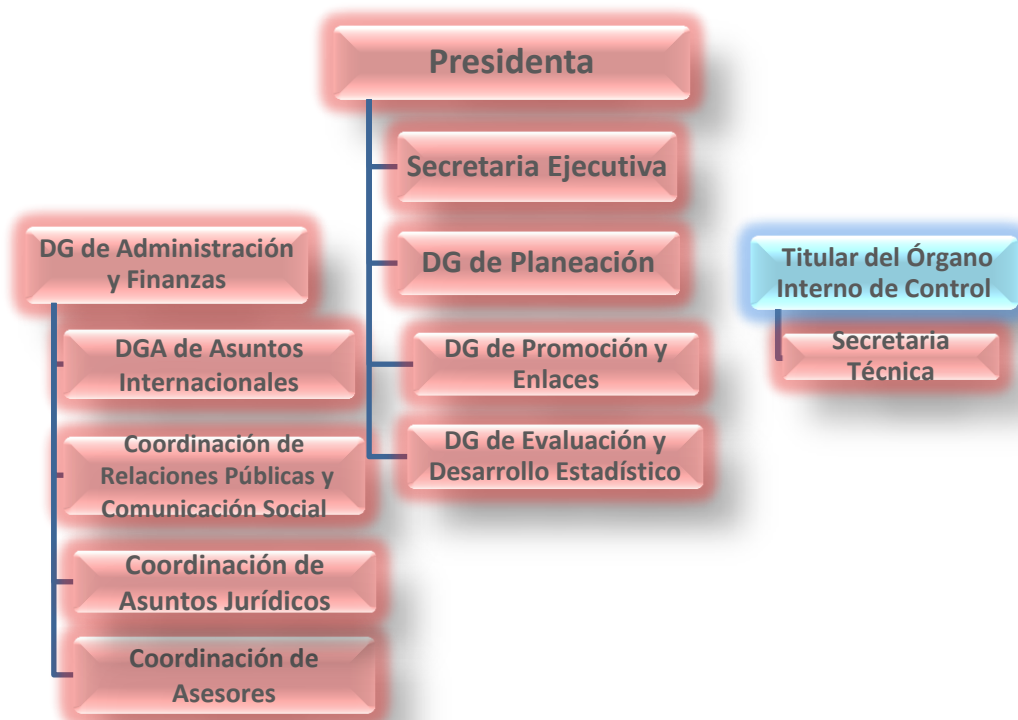 Presidenta
Secretaria Ejecutiva
DG de Planeación
DG de Promoción y
Enlaces
DG de Evaluación y
Desarrollo Estadístico
DG de Administración
y Finanzas
DGA de Asuntos
Internacionales
Coordinación de
Relaciones Públicas y
Comunicación Social
Coordinación de
Asuntos Jurídicos
Coordinación de
Asesores
Titular del Órgano
Interno de Control
Secretaria
Técnica